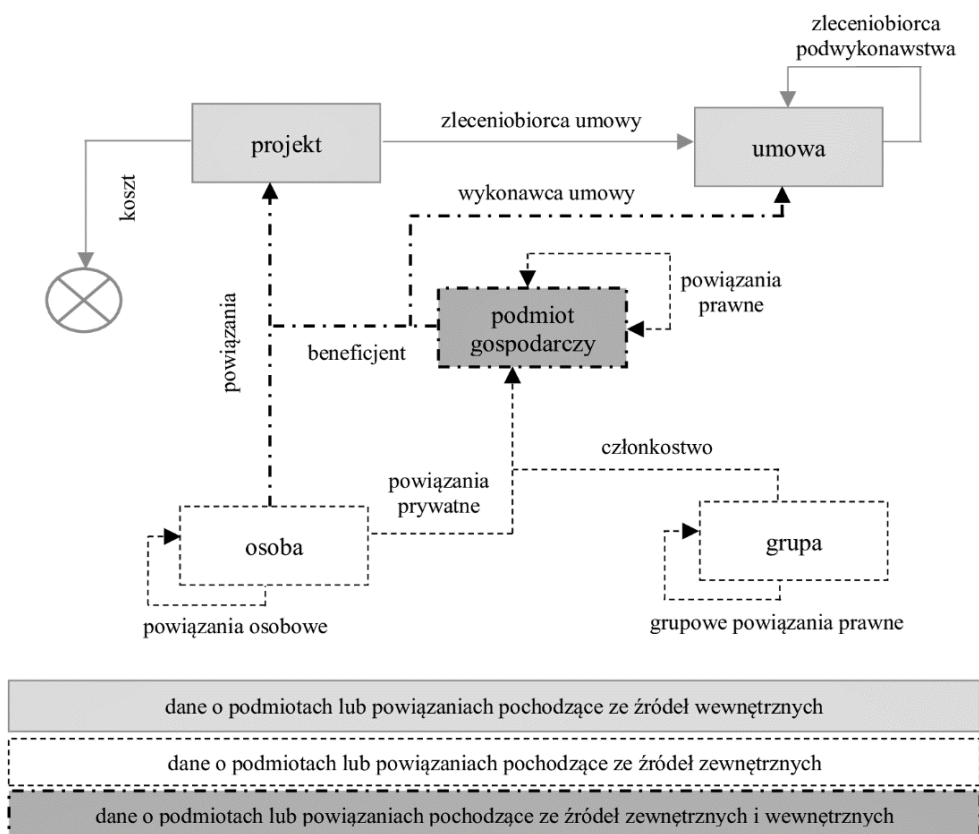 zleceniobiorca
podwykonawstwa
projekt
zleceniobiorca umowy
umowa
koszt
wykonawca umowy
powiązania
prawne
podmiot
gospodarczy
powiązania
beneficjent
członkostwo
powiązania
prywatne
osoba
grupa
powiązania osobowe
grupowe powiązania prawne
dane o podmiotach lub powiązaniach pochodzące ze źródeł wewnętrznych
dane o podmiotach lub powiązaniach pochodzące ze źródeł zewnętrznych
dane o podmiotach lub powiązaniach pochodzące ze źródeł zewnętrznych i wewnętrznych